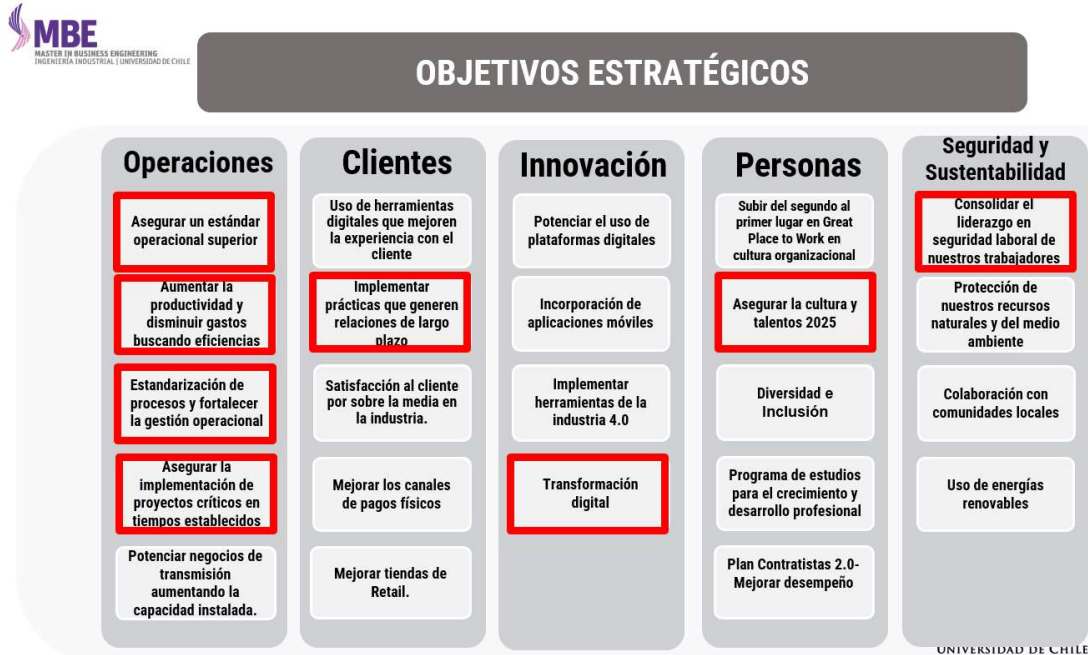 MBE
MASTER IN BUSINESS ENGINEERING
INGENIERÍA INDUSTRIAL | UNIVERSIDAD DE CHILE
OBJETIVOS ESTRATÉGICOS
Operaciones
Asegurar un estándar
operacional superior
Aumentar la
productividad y
disminuir gastos
buscando eficiencias
Estandarización de
procesos y fortalecer
la gestión operacional
Asegurar la
implementación de
proyectos críticos en
tiempos establecidos
Potenciar negocios de
transmisión
aumentando la
capacidad instalada.
Clientes
Uso de herramientas
digitales que mejoren
la experiencia con el
cliente
Implementar
prácticas que generen
relaciones de largo
plazo
Satisfacción al cliente
por sobre la media en
la industria.
Mejorar los canales
de pagos físicos
Mejorar tiendas de
Retail.
Innovación
Potenciar el uso de
plataformas digitales
Incorporación de
aplicaciones móviles
Implementar
herramientas de la
industria 4.0
Transformación
digital
Personas
Subir del segundo al
primer lugar en Great
Place to Work en
cultura organizacional
Asegurar la cultura y
talentos 2025
Diversidad e
Inclusión
Programa de estudios
para el crecimiento y
desarrollo profesional
Plan Contratistas 2.0-
Mejorar desempeño
Seguridad y
Sustentabilidad
Consolidar el
liderazgo en
seguridad laboral de
nuestros trabajadores
Protección de
nuestros recursos
naturales y del medio
ambiente
Colaboración con
comunidades locales
Uso de energías
renovables
UNIVERSIDAD DE CHILE